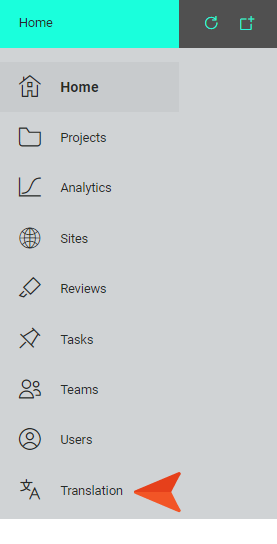 Home
Home
Projects
Analytics
Sites
Reviews
Tasks
Teams
Users
Translation